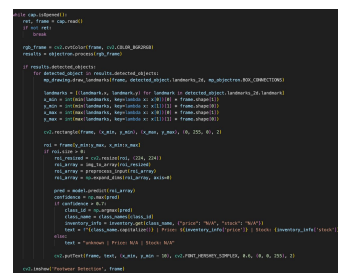 while cap.isOpened():
ret, frame = cap.read()
if not ret:
break
rgb_frame = cv2.cvtColor(frame, cv2.COLOR_BGR2RGB)
results = objectron.process(rgb_frame)
if results.detected_objects:
for detected_object in results.detected_objects:
mp_drawing.draw_landmarks(frame, detected_object.landmarks_2d, mp_objectron.BOX_CONNECTIONS)
landmarks = [(landmark.x, landmark.y) for landmark in detected_object.landmarks_2d.landmark]
x_min = int(min(landmarks, key=lambda x: x[0])[0] * frame.shape[1])
y_min = int(min(landmarks, key=lambda x: x[1])[1] * frame.shape[0])
x_max = int(max(landmarks, key=lambda x: x[0])[0] * frame.shape[1])
y_max = int(max(landmarks, key=lambda x: x[1])[1] * frame.shape[0])
cv2.rectangle(frame, (x_min, y_min), (x_max, y_max), (0, 255, 0), 2)
roi = frame[y_min:y_max, x_min:x_max]
if roi.size > 0:
roi_resized = cv2.resize(roi, (224, 224))
roi_array = img_to_array(roi_resized)
roi_array = preprocess_input(roi_array)
roi_array = np.expand_dims(roi_array, axis=0)
pred = model.predict(roi_array)
confidence = np.max(pred)
if confidence > 0.7:
class_id = np.argmax(pred)
class_name = class_names[class_id]
inventory_info = inventory.get(class_name, {"price": "N/A", "stock": "N/A"})
text = f"{class_name.capitalize()} | Price: ${inventory_info['price']} | Stock: {inventory_info['stock']
else:
text = "unknown | Price: N/A | Stock: N/A"
cv2.putText(frame, text, (x_min, y_min - 10), cv2.FONT_HERSHEY_SIMPLEX, 0.6, (0, 255), 2)
cv2.imshow("Footwear Detection", frame)